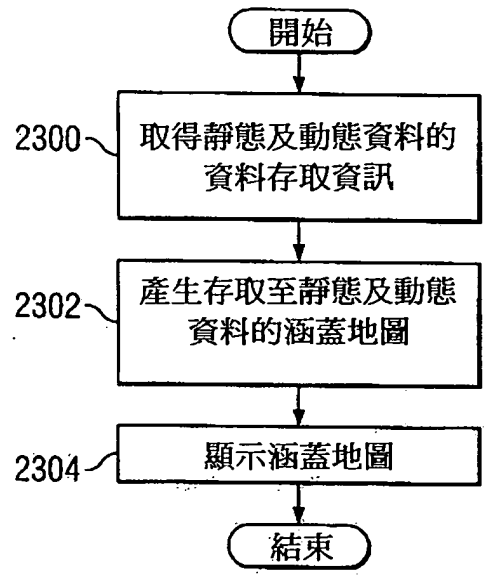 開始
2300
取得靜態及動態資料的
資料存取資訊
2302
產生存取至靜態及動態
資料的涵蓋地圖
2304
顯示涵蓋地圖
結束